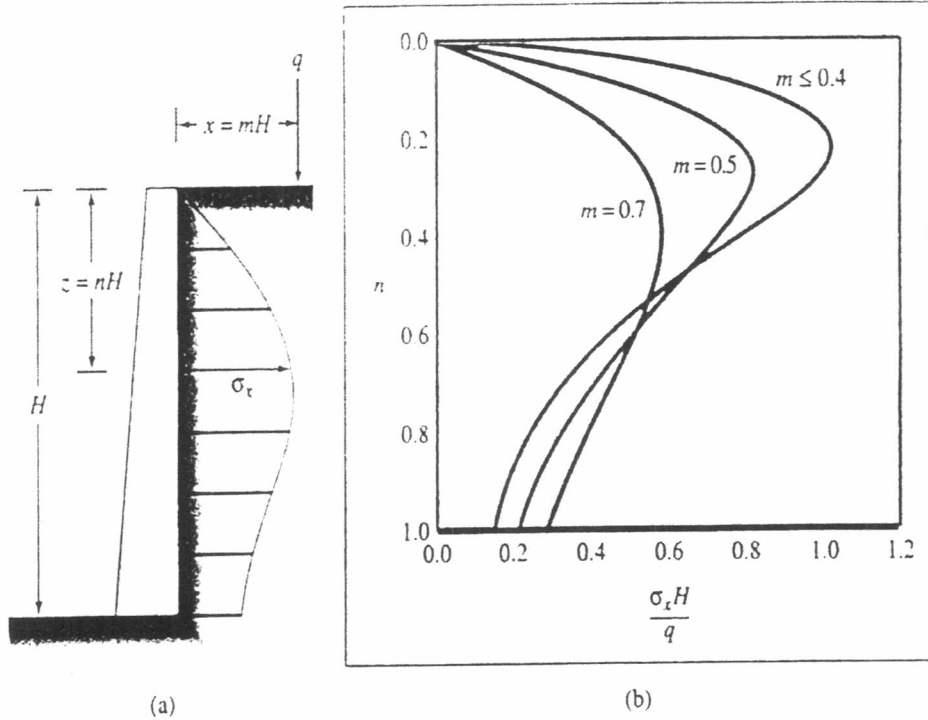 q
x = mH
z = nH
H
σx
(a)
0.0
0.2
0.4
0.6
0.8
1.0
n
m ≤ 0.4
m = 0.5
m = 0.7
0.0 0.2 0.4 0.6 0.8 1.0 1.2
σxH
q
(b)